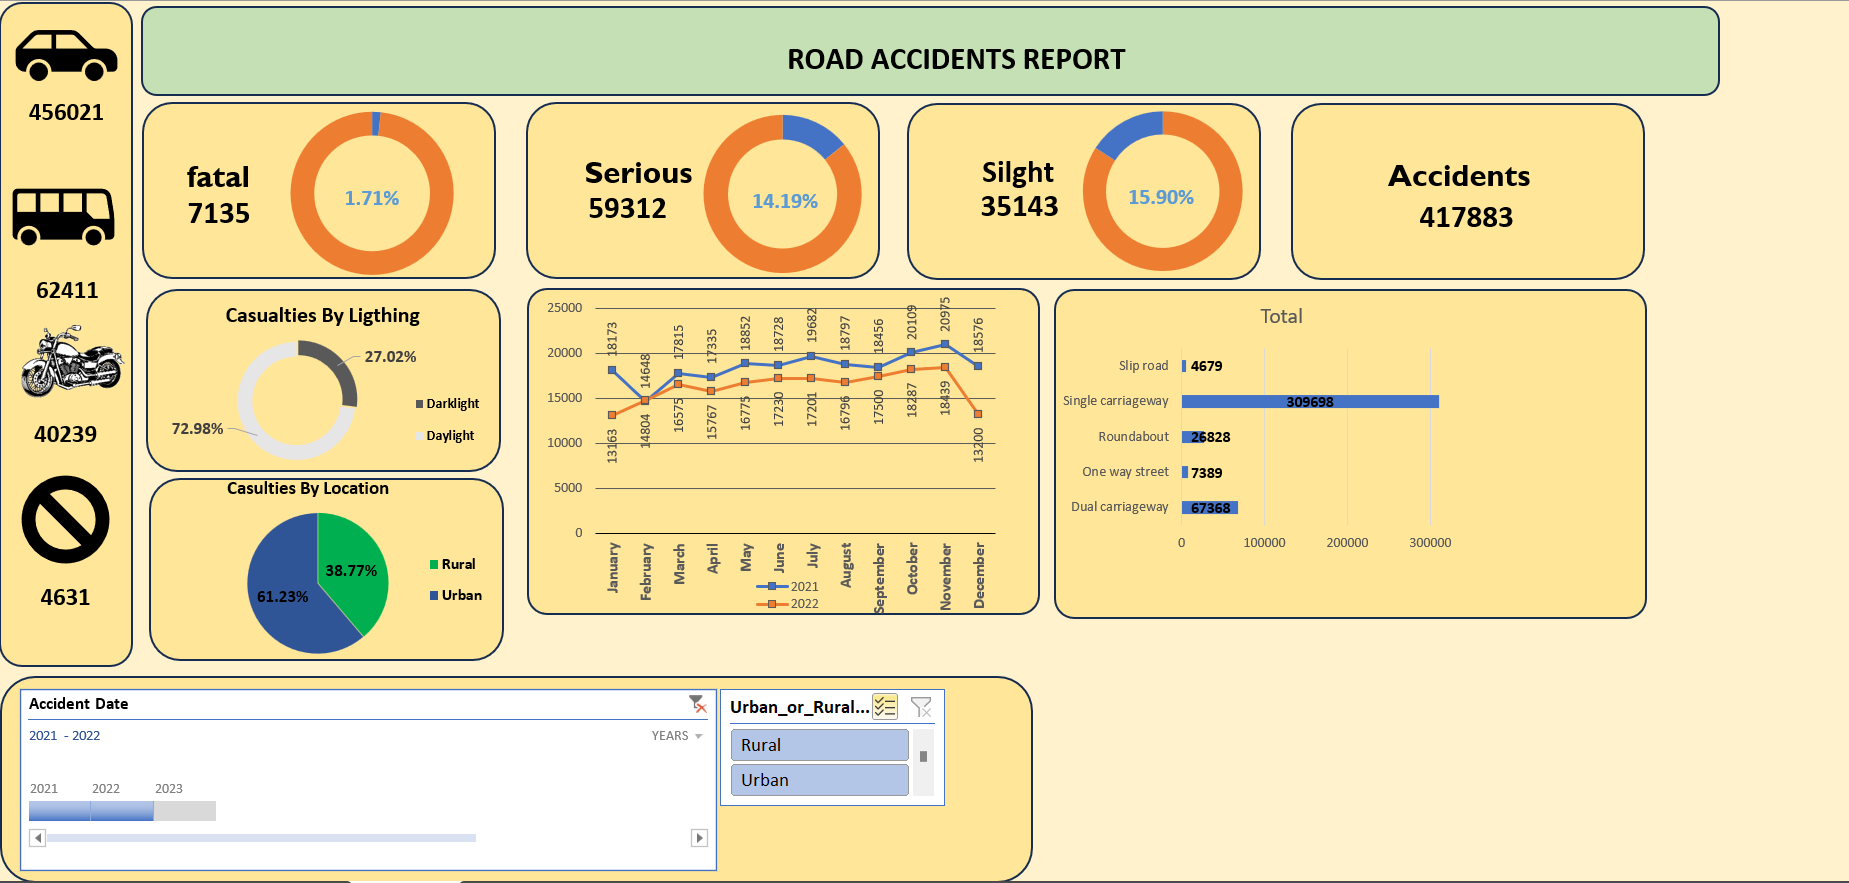 ROAD ACCIDENTS REPORT
456021
62411
40239
4631
fatal
7135
1.71%
Serious
59312
14.19%
Silght
35143
15.90%
Accidents
417883
Casualties By Ligthing
27.02%
72.98%
Darklight
Daylight
Casulties By Location
38.77%
61.23%
Rural
Urban
25000
20000
15000
10000
5000
0
18173
14648
17815
17335
18852
18728
19682
18797
18456
20109
20975
18576
13163
14804
16575
15767
16775
17230
17201
16796
17500
18287
18439
13200
January
February
March
April
May
June
July
August
September
October
November
December
2021
2022
Total
Slip road 4679
Single carriageway 309698
Roundabout 26828
One way street 7389
Dual carriageway 67368
0 100000 200000 300000
Accident Date
2021 - 2022
YEARS
2021 2022 2023
Urban_or_Rural...
Rural
Urban